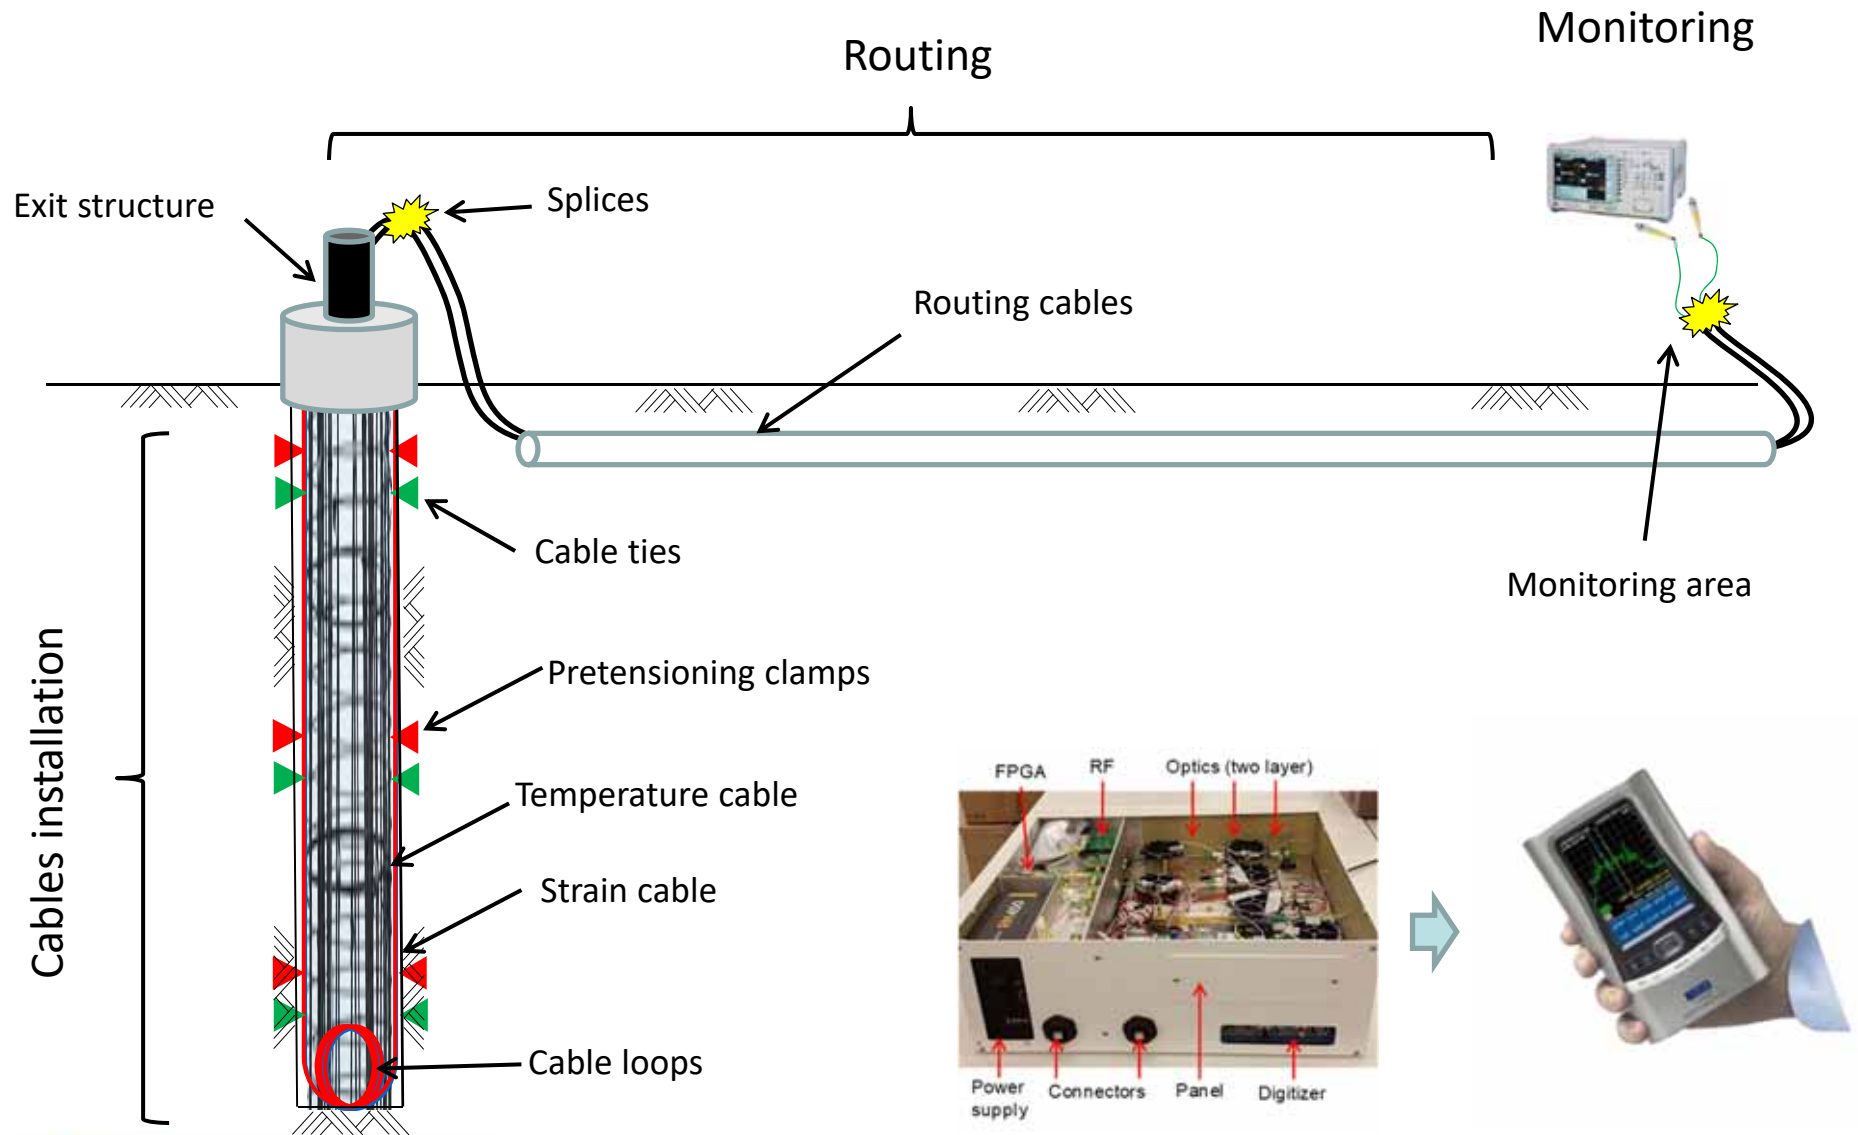 Monitoring
Routing
Exit structure
Splices
Routing cables
Cable ties
Monitoring area
Cables installation
Pretensioning clamps
Temperature cable
Strain cable
Cable loops
FPGA
RF
Optics (two layer)
Power
supply
Connectors
Panel
Digitizer